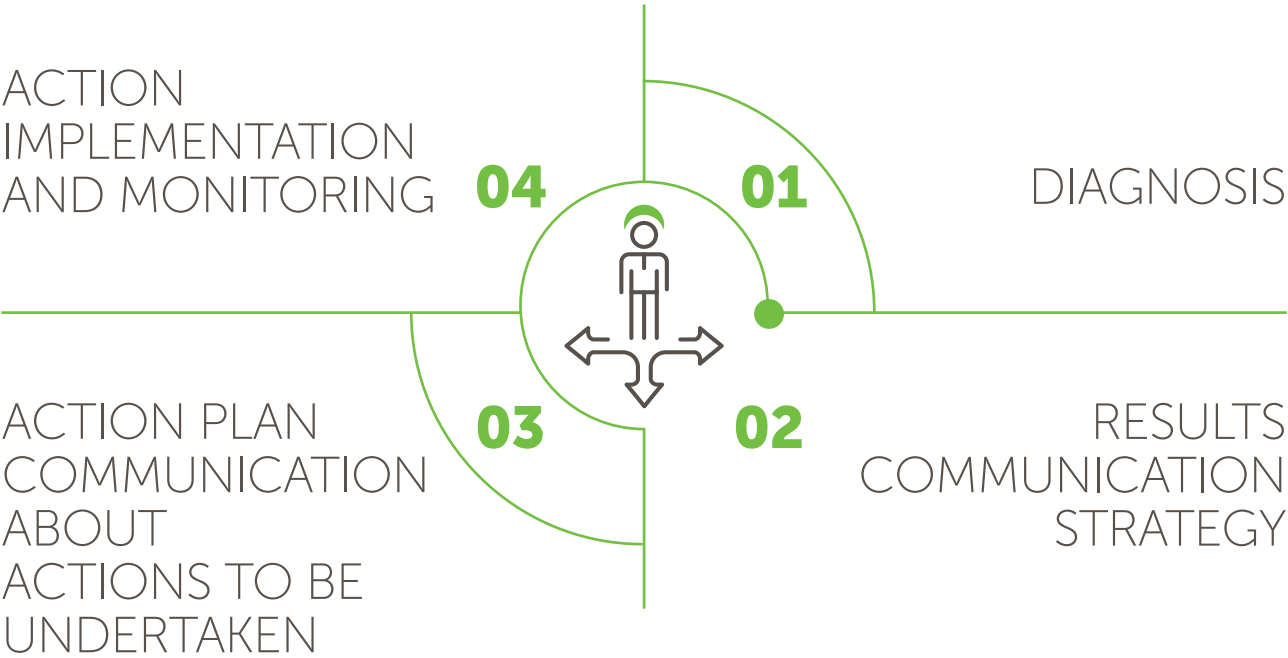 01
DIAGNOSIS
02
RESULTS
COMMUNICATION
STRATEGY
03
ACTION PLAN
COMMUNICATION
ABOUT
ACTIONS TO BE
UNDERTAKEN
04
ACTION
IMPLEMENTATION
AND MONITORING